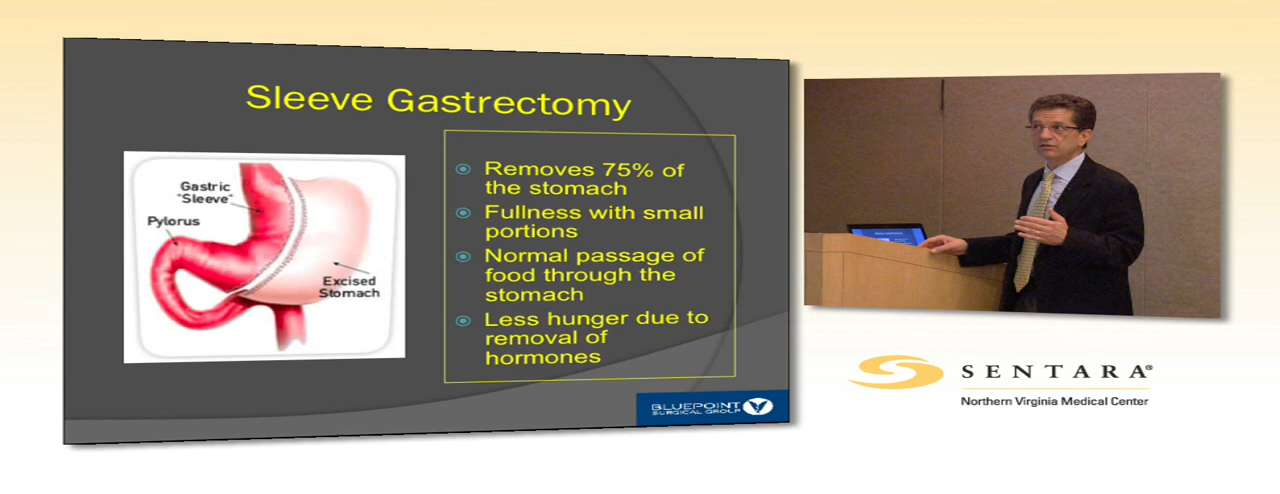 Sleeve Gastrectomy
Gastric
"Sleeve"
Pylorus
Excised
Stomach
Removes 75% of
the stomach
Fullness with small
portions
Normal passage of
food through the
stomach
Less hunger due to
removal of
hormones
BLUEPOINT
SURGICAL GROUP
SENTARA®
Northern Virginia Medical Center